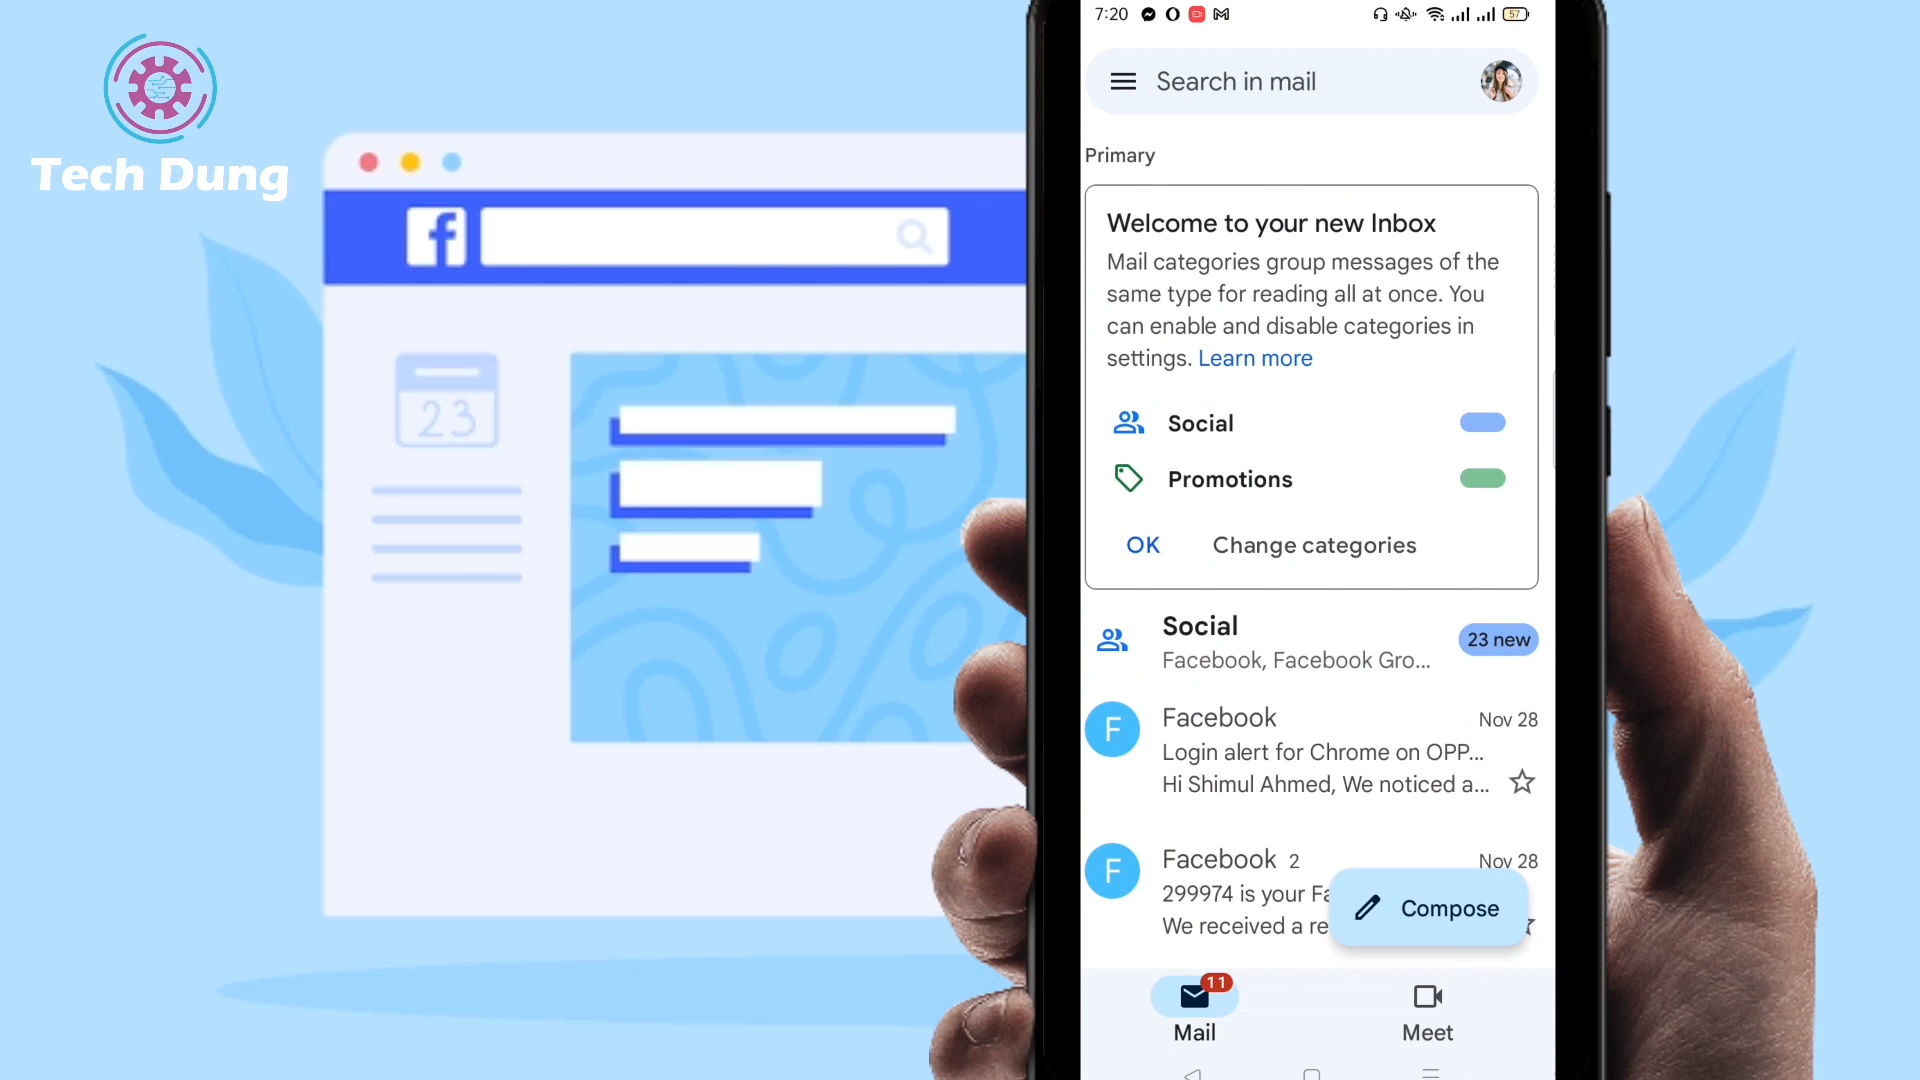 Tech Dung
23
7:20
57
Search in mail
Primary
Welcome to your new Inbox
Mail categories group messages of the
same type for reading all at once. You
can enable and disable categories in
settings. Learn more
Social
Promotions
OK Change categories
Social
23 new
Facebook, Facebook Gro...
F
Facebook Nov 28
Login alert for Chrome on OPP...
Hi Shimul Ahmed, We noticed a...
F
Facebook 2 Nov 28
299974 is your Fa
We received a re
Compose
11
Mail Meet